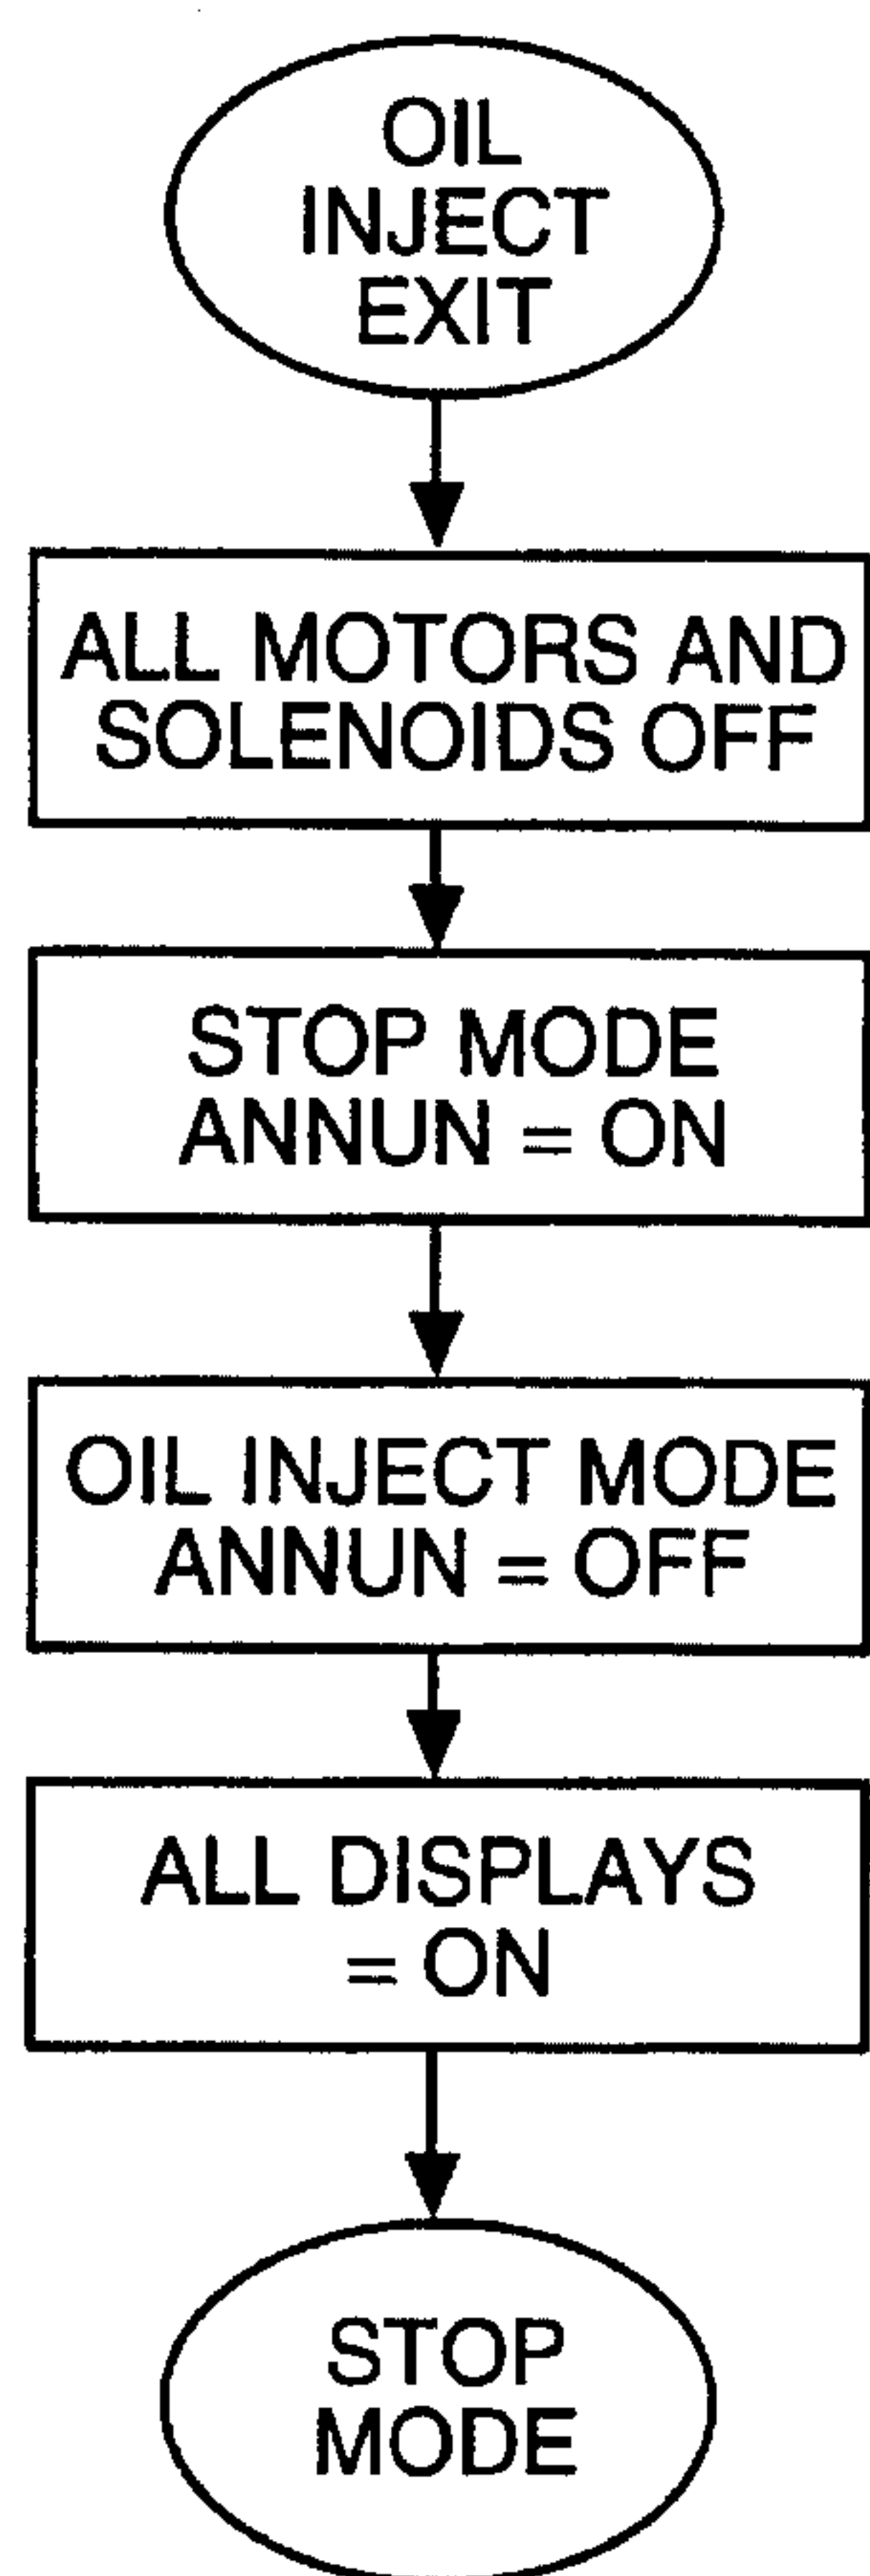 OIL
INJECT
EXIT
ALL MOTORS AND
SOLENOIDS OFF
STOP MODE
ANNUN = ON
OIL INJECT MODE
ANNUN = OFF
ALL DISPLAYS
= ON
STOP
MODE